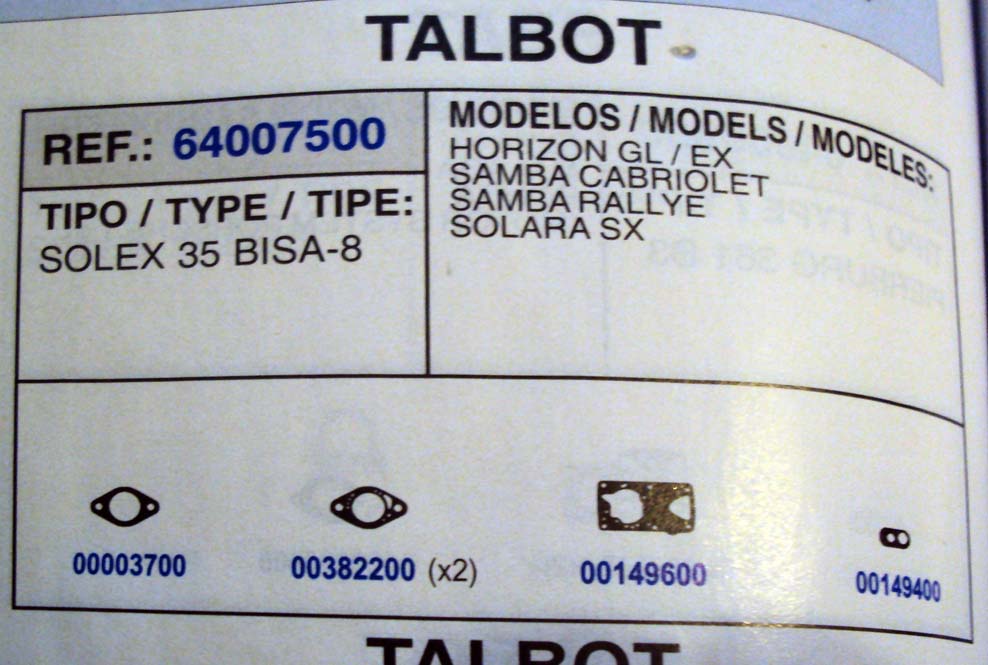 TALBOT
REF.: 64007500
TIPO / TYPE / TIPE:
SOLEX 35 BISA-8
MODELOS / MODELS / MODELES:
HORIZON GL / EX
SAMBA CABRIOLET
SAMBA RALLYE
SOLARA SX
00003700
00382200 (x2)
00149600
00149400
TALBOT